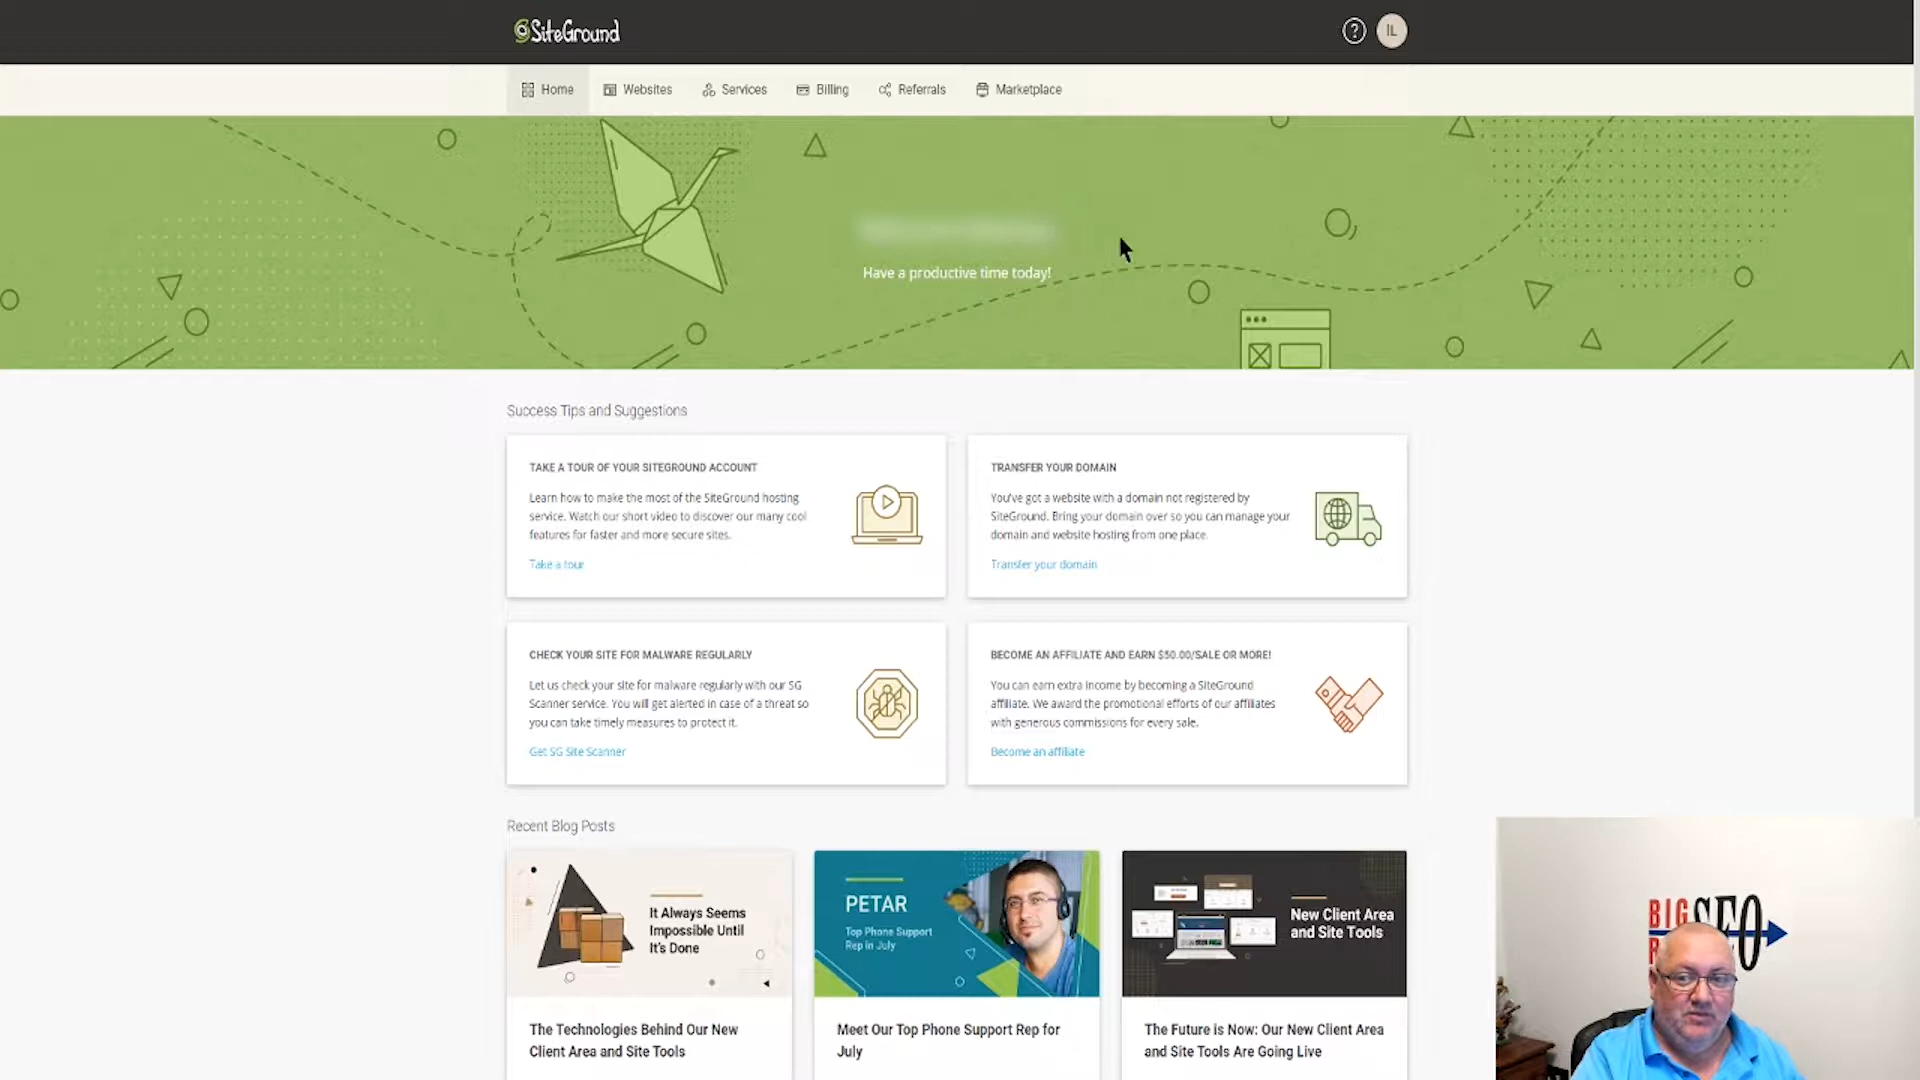 SiteGround
? IL
Home Websites Services Billing Referrals Marketplace
Have a productive time today!
Success Tips and Suggestions
TAKE A TOUR OF YOUR SITEGROUND ACCOUNT
Learn how to make the most of the SiteGround hosting
service. Watch our short video to discover our many cool
features for faster and more secure sites.
Take a tour
TRANSFER YOUR DOMAIN
You've got a website with a domain not registered by
SiteGround. Bring your domain over so you can manage your
domain and website hosting from one place.
Transfer your domain
CHECK YOUR SITE FOR MALWARE REGULARLY
Let us check your site for malware regularly with our SG
Scanner service. You will get alerted in case of a threat so
you can take timely measures to protect it.
Get SG Site Scanner
BECOME AN AFFILIATE AND EARN $50.00/SALE OR MORE!
You can earn extra income by becoming a SiteGround
affiliate. We award the promotional efforts of our affiliates
with generous commissions for every sale.
Become an affiliate
Recent Blog Posts
It Always Seems
Impossible Until
It's Done
The Technologies Behind Our New
Client Area and Site Tools
PETAR
Top Phone Support
Rep in July
Meet Our Top Phone Support Rep for
July
New Client Area
and Site Tools
The Future is Now: Our New Client Area
and Site Tools Are Going Live
BIG SEO